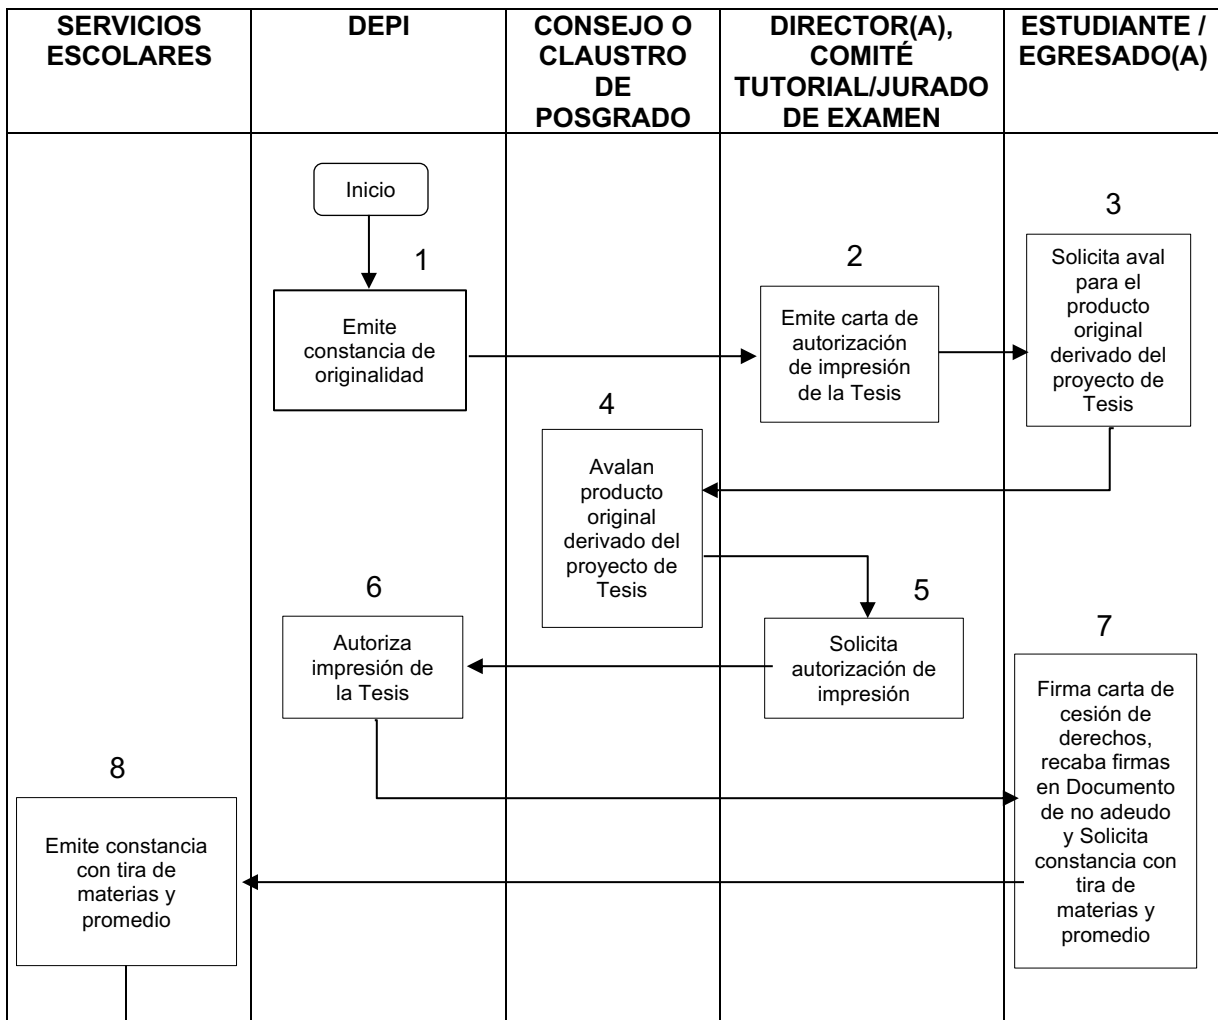 SERVICIOS
ESCOLARES
DEPI
CONSEJO O
CLAUSTRO
DE
POSGRADO
DIRECTOR(A),
COMITÉ
TUTORIAL/JURADO
DE EXAMEN
ESTUDIANTE /
EGRESADO(A)
Inicio
1
Emite
constancia de
originalidad
2
Emite carta de
autorización
de impresión
de la Tesis
3
Solicita aval
para el
producto
original
derivado del
proyecto de
Tesis
4
Avalan
producto
original
derivado del
proyecto de
Tesis
5
Solicita
autorización de
impresión
6
Autoriza
impresión de
la Tesis
7
Firma carta de
cesión de
derechos,
recaba firmas
en Documento
de no adeudo
y Solicita
constancia con
tira de
materias y
promedio
8
Emite constancia
con tira de
materias y
promedio